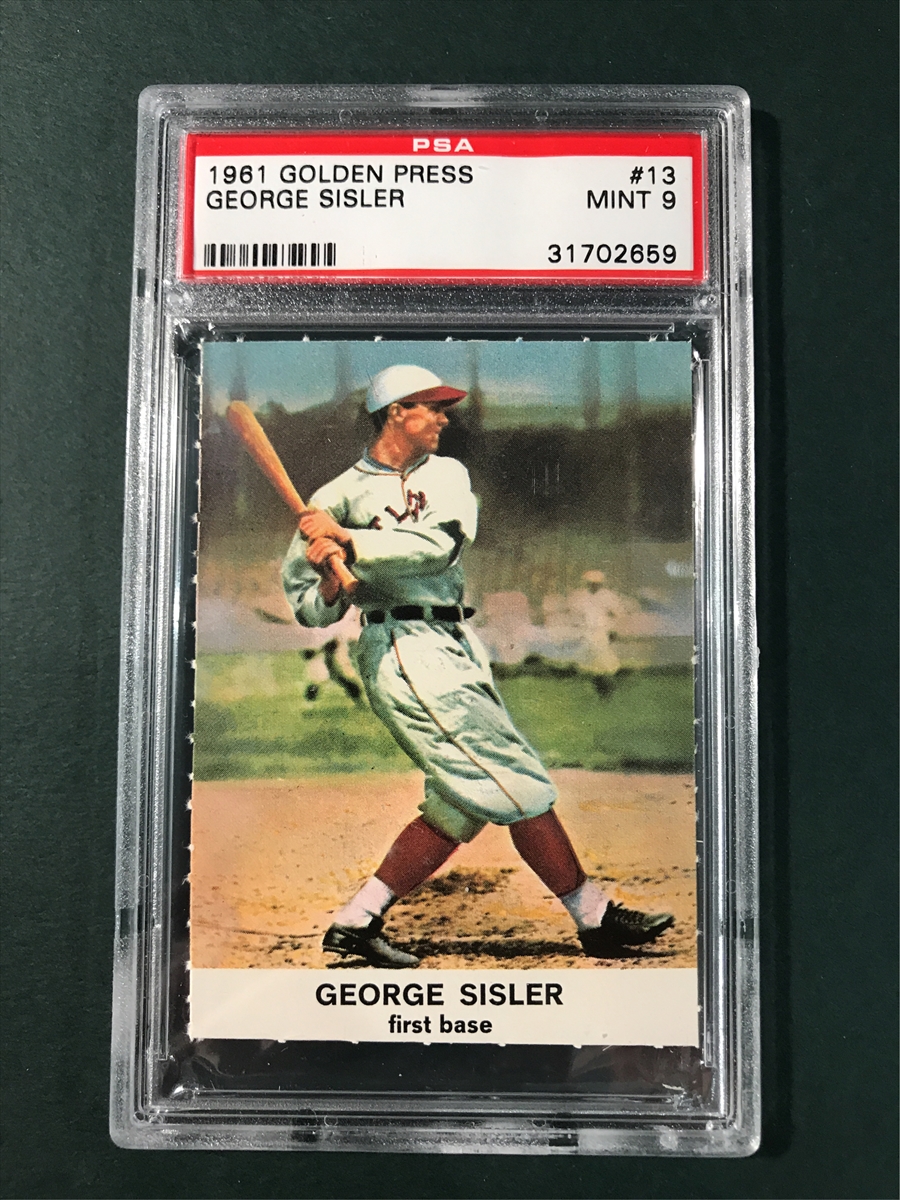 PSA
1961 GOLDEN PRESS #13
GEORGE SISLER MINT 9
31702659
GEORGE SISLER
first base